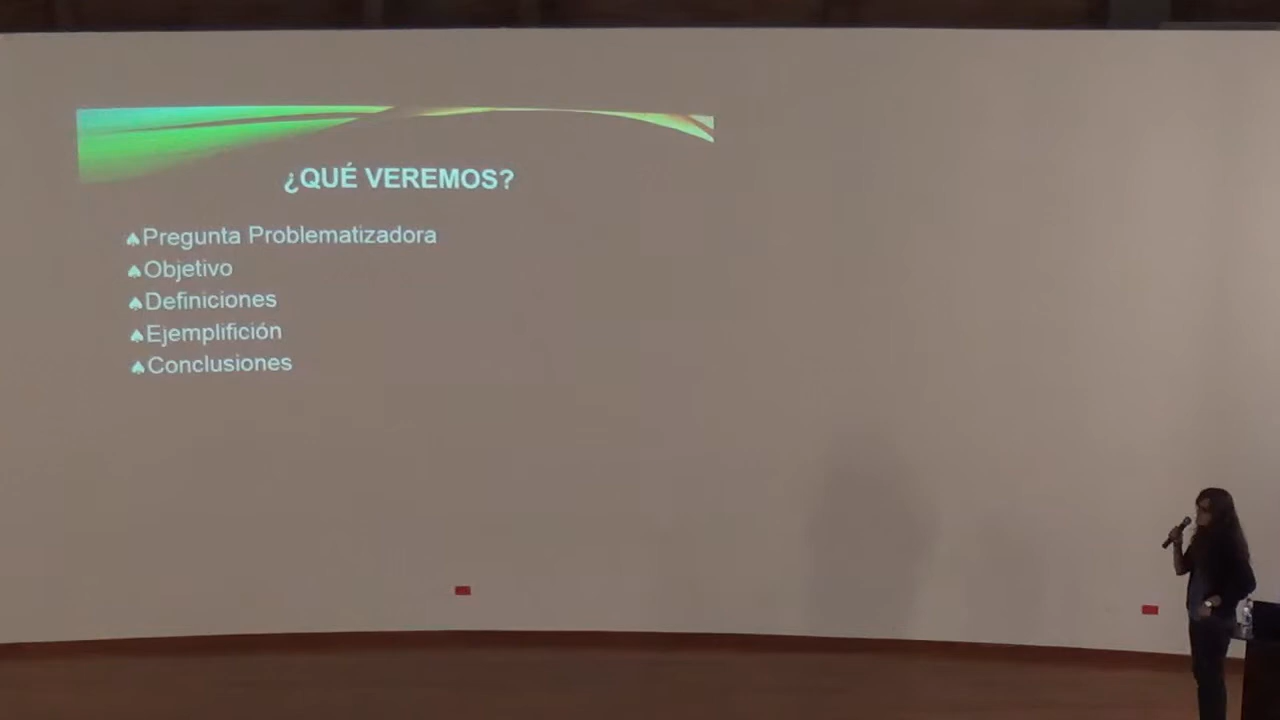 ¿QUÉ VEREMOS?
♠Pregunta Problematizadora
♠Objetivo
♠Definiciones
♠Ejemplifición
♠Conclusiones